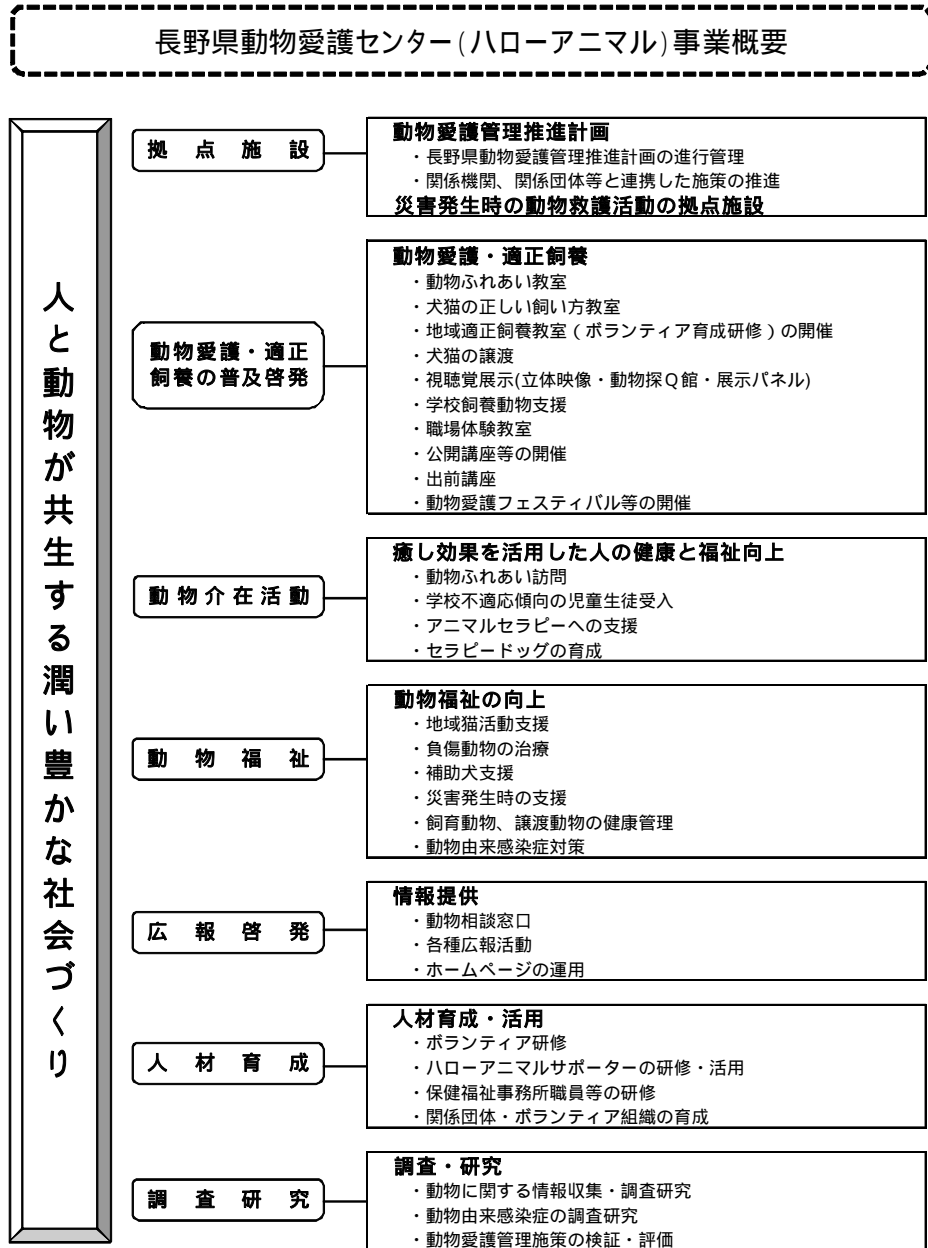 長野県動物愛護センター(ハローアニマル)事業概要
人と動物が共生する潤い豊かな社会づくり
拠点施設
動物愛護管理推進計画
・長野県動物愛護管理推進計画の進行管理
・関係機関、関係団体等と連携した施策の推進
災害発生時の動物救護活動の拠点施設
動物愛護・適正
飼養の普及啓発
動物愛護・適正飼養
・動物ふれあい教室
・犬猫の正しい飼い方教室
・地域適正飼養教室(ボランティア育成研修)の開催
・犬猫の譲渡
・視聴覚展示(立体映像・動物探Q館・展示パネル)
・学校飼養動物支援
・職場体験教室
・公開講座等の開催
・出前講座
・動物愛護フェスティバル等の開催
動物介在活動
癒し効果を活用した人の健康と福祉向上
・動物ふれあい訪問
・学校不適応傾向の児童生徒受入
・アニマルセラピーへの支援
・セラピードッグの育成
動物福祉
動物福祉の向上
・地域猫活動支援
・負傷動物の治療
・補助犬支援
・災害発生時の支援
・飼育動物、譲渡動物の健康管理
・動物由来感染症対策
広報啓発
情報提供
・動物相談窓口
・各種広報活動
・ホームページの運用
人材育成
人材育成・活用
・ボランティア研修
・ハローアニマルサポーターの研修・活用
・保健福祉事務所職員等の研修
・関係団体・ボランティア組織の育成
調査研究
調査・研究
・動物に関する情報収集・調査研究
・動物由来感染症の調査研究
・動物愛護管理施策の検証・評価